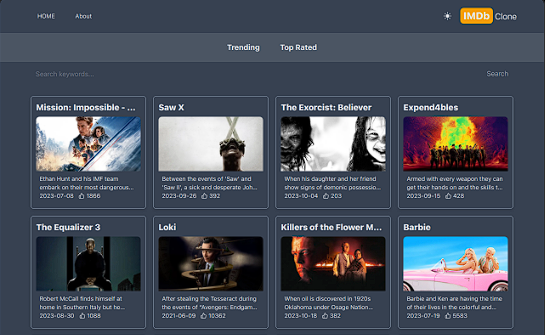 HOME About IMDb Clone
Trending Top Rated
Search keywords... Search
Mission: Impossible - ...
Ethan Hunt and his IMF team
embark on their most dangerous...
2023-07-08 1866
Saw X
Between the events of 'Saw' and
'Saw II', a sick and desperate Joh...
2023-09-26 392
The Exorcist: Believer
When his daughter and her friend
show signs of demonic possessio...
2023-10-04 203
Expend4bles
Armed with every weapon they can
get their hands on and the skills t...
2023-09-15 428
The Equalizer 3
Robert McCall finds himself at
home in Southern Italy but ho...
2023-08-30 1088
Loki
After stealing the Tesseract during
the events of "Avengers: Endgam...
2021-06-09 10362
Killers of the Flower M...
When oil is discovered in 1920s
Oklahoma under Osage Nation...
2023-10-18 382
Barbie
Barbie and Ken are having the time
of their lives in the colorful and...
2023-07-19 5583